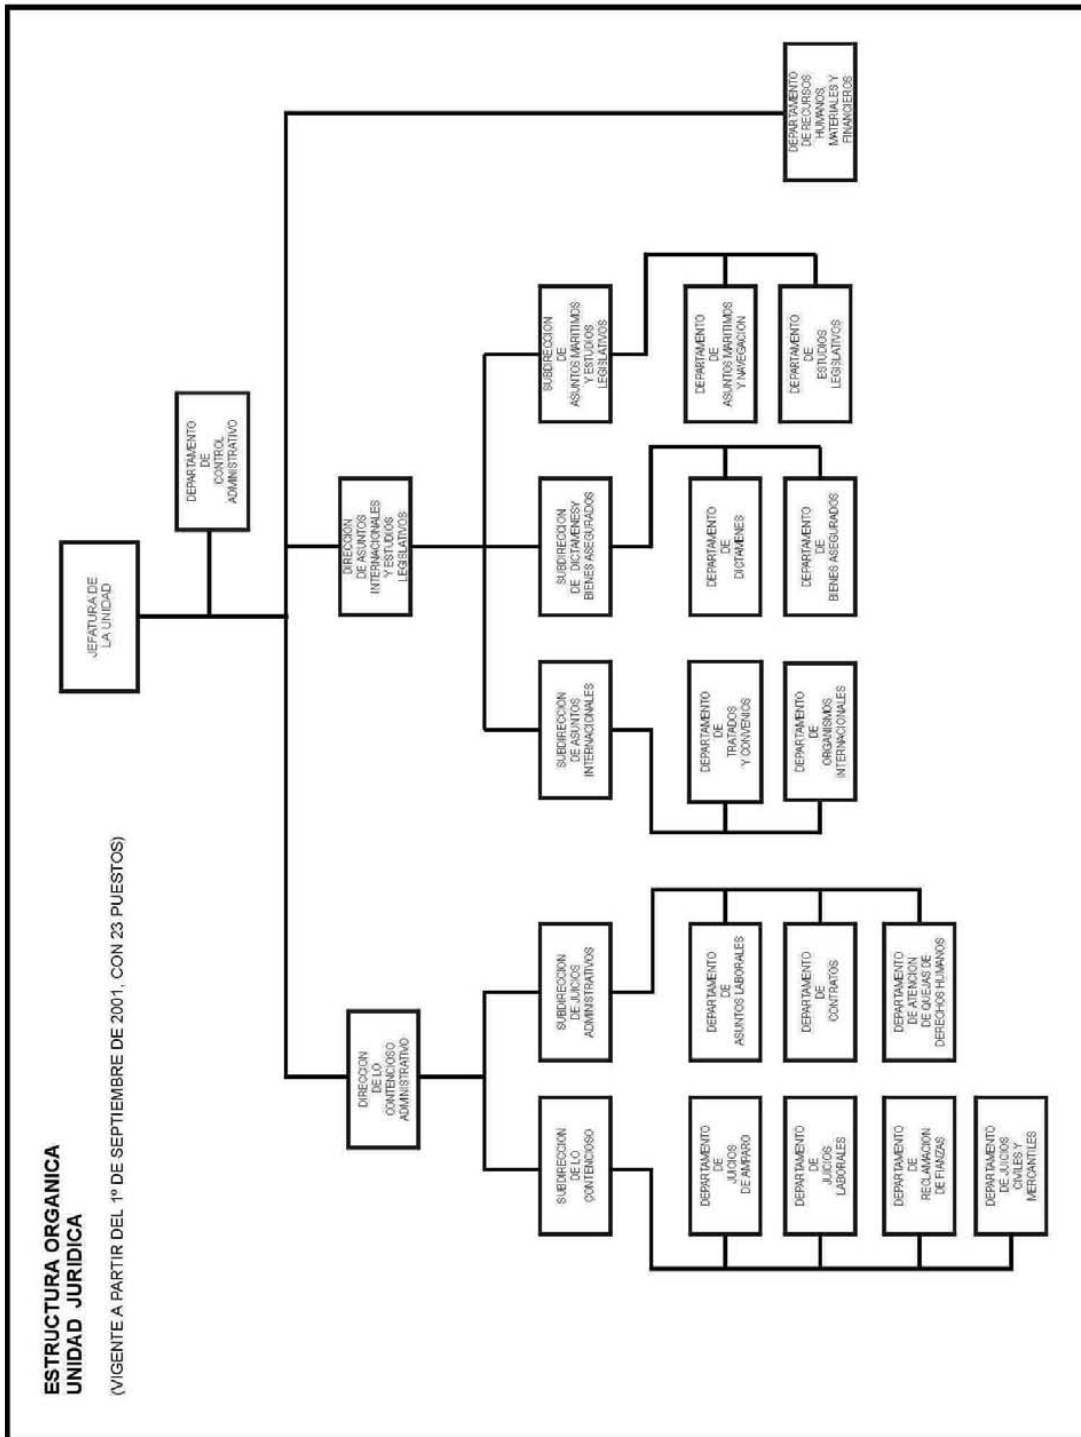 ESTRUCTURA ORGANICA
UNIDAD JURIDICA
(VIGENTE A PARTIR DEL 1º DE SEPTIEMBRE DE 2001, CON 23 PUESTOS)
JEFATURA DE
LA UNIDAD
DEPARTAMENTO
DE
CONTROL
ADMINISTRATIVO
DIRECCION
DE LO
CONTENCIOSO
ADMINISTRATIVO
DIRECCION
DE ASUNTOS
INTERNACIONALES
Y ESTUDIOS
LEGISLATIVOS
SUBDIRECCION
DE LO
CONTENCIOSO
SUBDIRECCION
DE JUICIOS
ADMINISTRATIVOS
SUBDIRECCION
DE ASUNTOS
INTERNACIONALES
SUBDIRECCION
DE DICTAMENESY
BIENES ASEGURADOS
SUBDIRECCION
DE
ASUNTOS MARITIMOS
Y ESTUDIOS
LEGISLATIVOS
DEPARTAMENTO
DE
JUICIOS
DE AMPARO
DEPARTAMENTO
DE
ASUNTOS LABORALES
DEPARTAMENTO
DE
TRATADOS
Y CONVENIOS
DEPARTAMENTO
DE
DICTAMENES
DEPARTAMENTO
DE
ASUNTOS MARITIMOS
Y NAVEGACION
DEPARTAMENTO
DE
JUICIOS
LABORALES
DEPARTAMENTO
DE
CONTRATOS
DEPARTAMENTO
DE
ORGANISMOS
INTERNACIONALES
DEPARTAMENTO
DE
BIENES ASEGURADOS
DEPARTAMENTO
DE
ESTUDIOS
LEGISLATIVOS
DEPARTAMENTO
DE RECURSOS
HUMANOS,
MATERIALES Y
FINANCIEROS
DEPARTAMENTO
DE
RECLAMACION
DE FIANZAS
DEPARTAMENTO
DE ATENCION
DE QUEJAS DE
DERECHOS HUMANOS
DEPARTAMENTO
DE JUICIOS
CIVILES Y
MERCANTILES